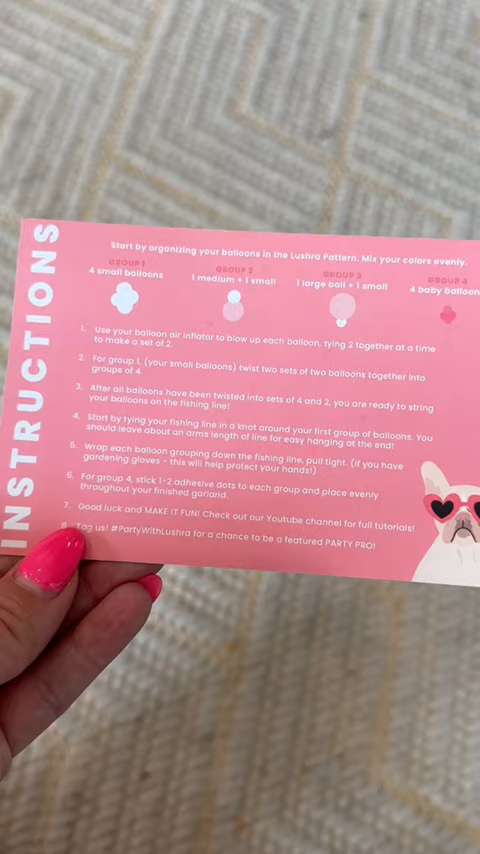 INSTRUCTIONS
Start by organizing your balloons in the Lushra Pattern. Mix your colors evenly.
GROUP 1
4 small balloons
GROUP 2
1 medium + 1 small
GROUP 3
1 large ball + 1 small
GROUP 4
4 baby balloon
1. Use your balloon air inflator to blow up each balloon, tying 2 together at a time
to make a set of 2.
2. For group 1, (your small balloons) twist two sets of two balloons together into
groups of 4.
3. After all balloons have been twisted into sets of 4 and 2, you are ready to string
your balloons on the fishing line!
4. Start by tying your fishing line in a knot around your first group of balloons. You
should leave about an arms length of line for easy hanging at the end!
5. Wrap each balloon grouping down the fishing line, pull tight. (if you have
gardening gloves - this will help protect your hands!)
6. For group 4, stick 1-2 adhesive dots to each group and place evenly
throughout your finished garland.
7. Good luck and MAKE IT FUN! Check out our Youtube channel for full tutorials!
8. Tag us! #PartyWithLushra for a chance to be a featured PARTY PRO!